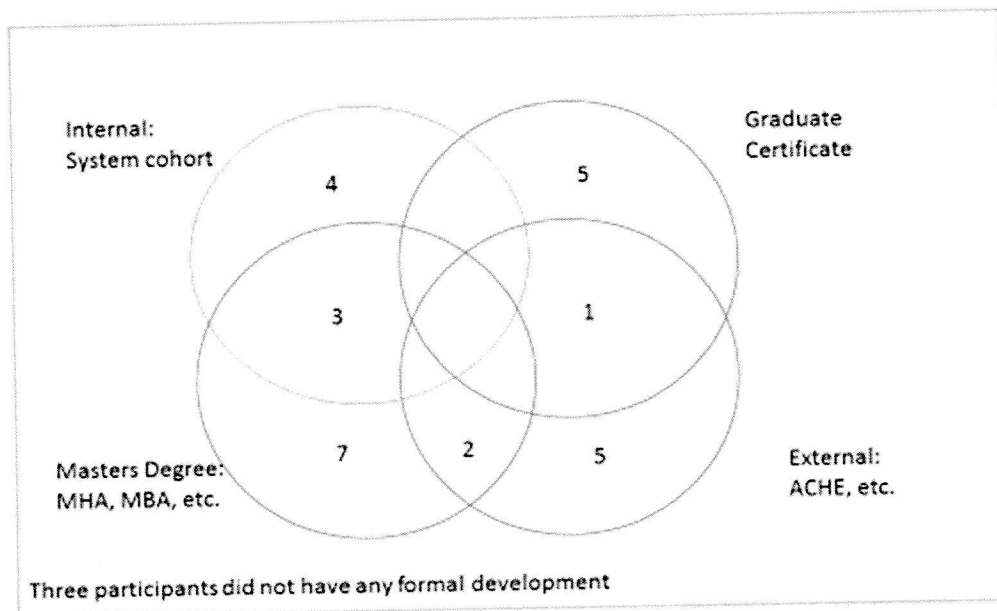 Internal:
System cohort
Graduate
Certificate
4
5
3
1
Masters Degree:
MHA, MBA, etc.
7
2
5
External:
ACHE, etc.
Three participants did not have any formal development